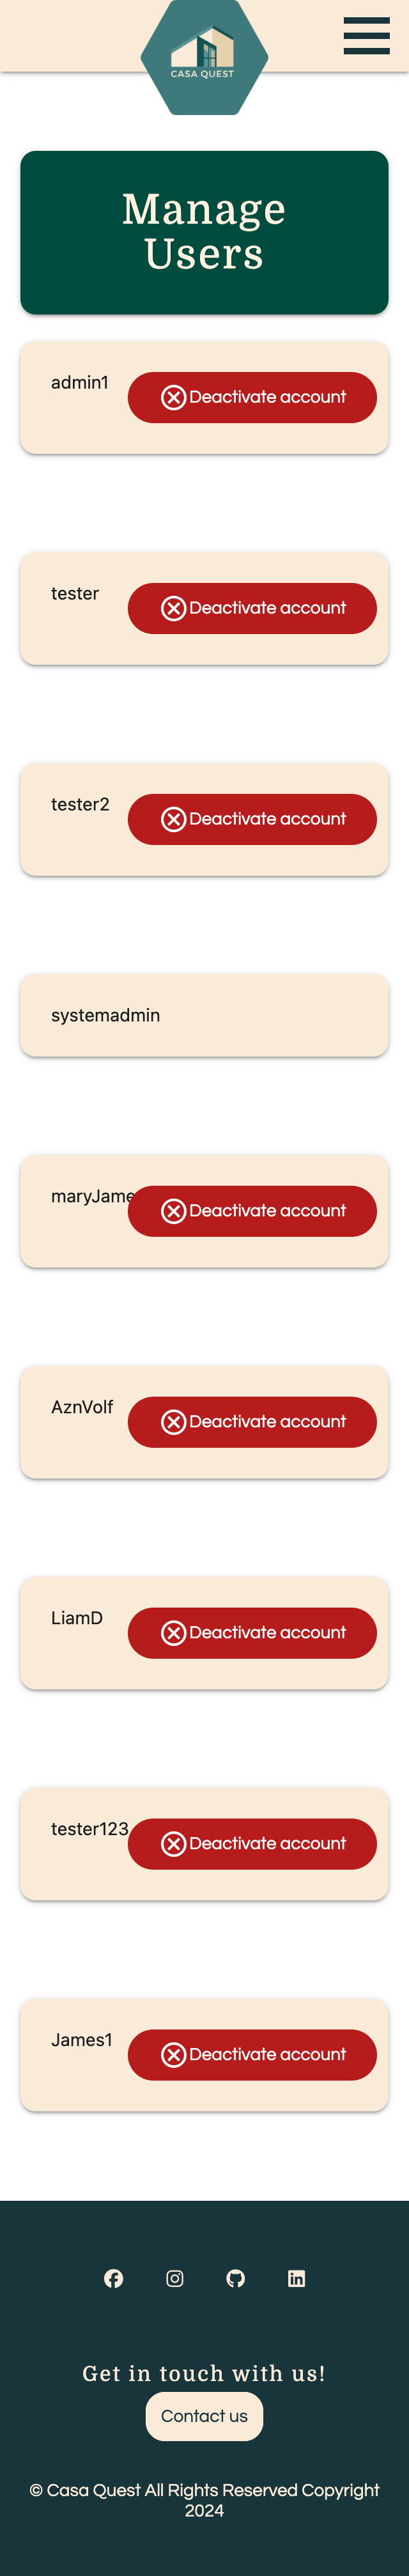 CASA QUEST
Manage
Users
admin1
Deactivate account
tester
Deactivate account
tester2
Deactivate account
systemadmin
maryJame
Deactivate account
AznVolf
Deactivate account
LiamD
Deactivate account
tester123
Deactivate account
James1
Deactivate account
Get in touch with us!
Contact us
© Casa Quest All Rights Reserved Copyright
2024